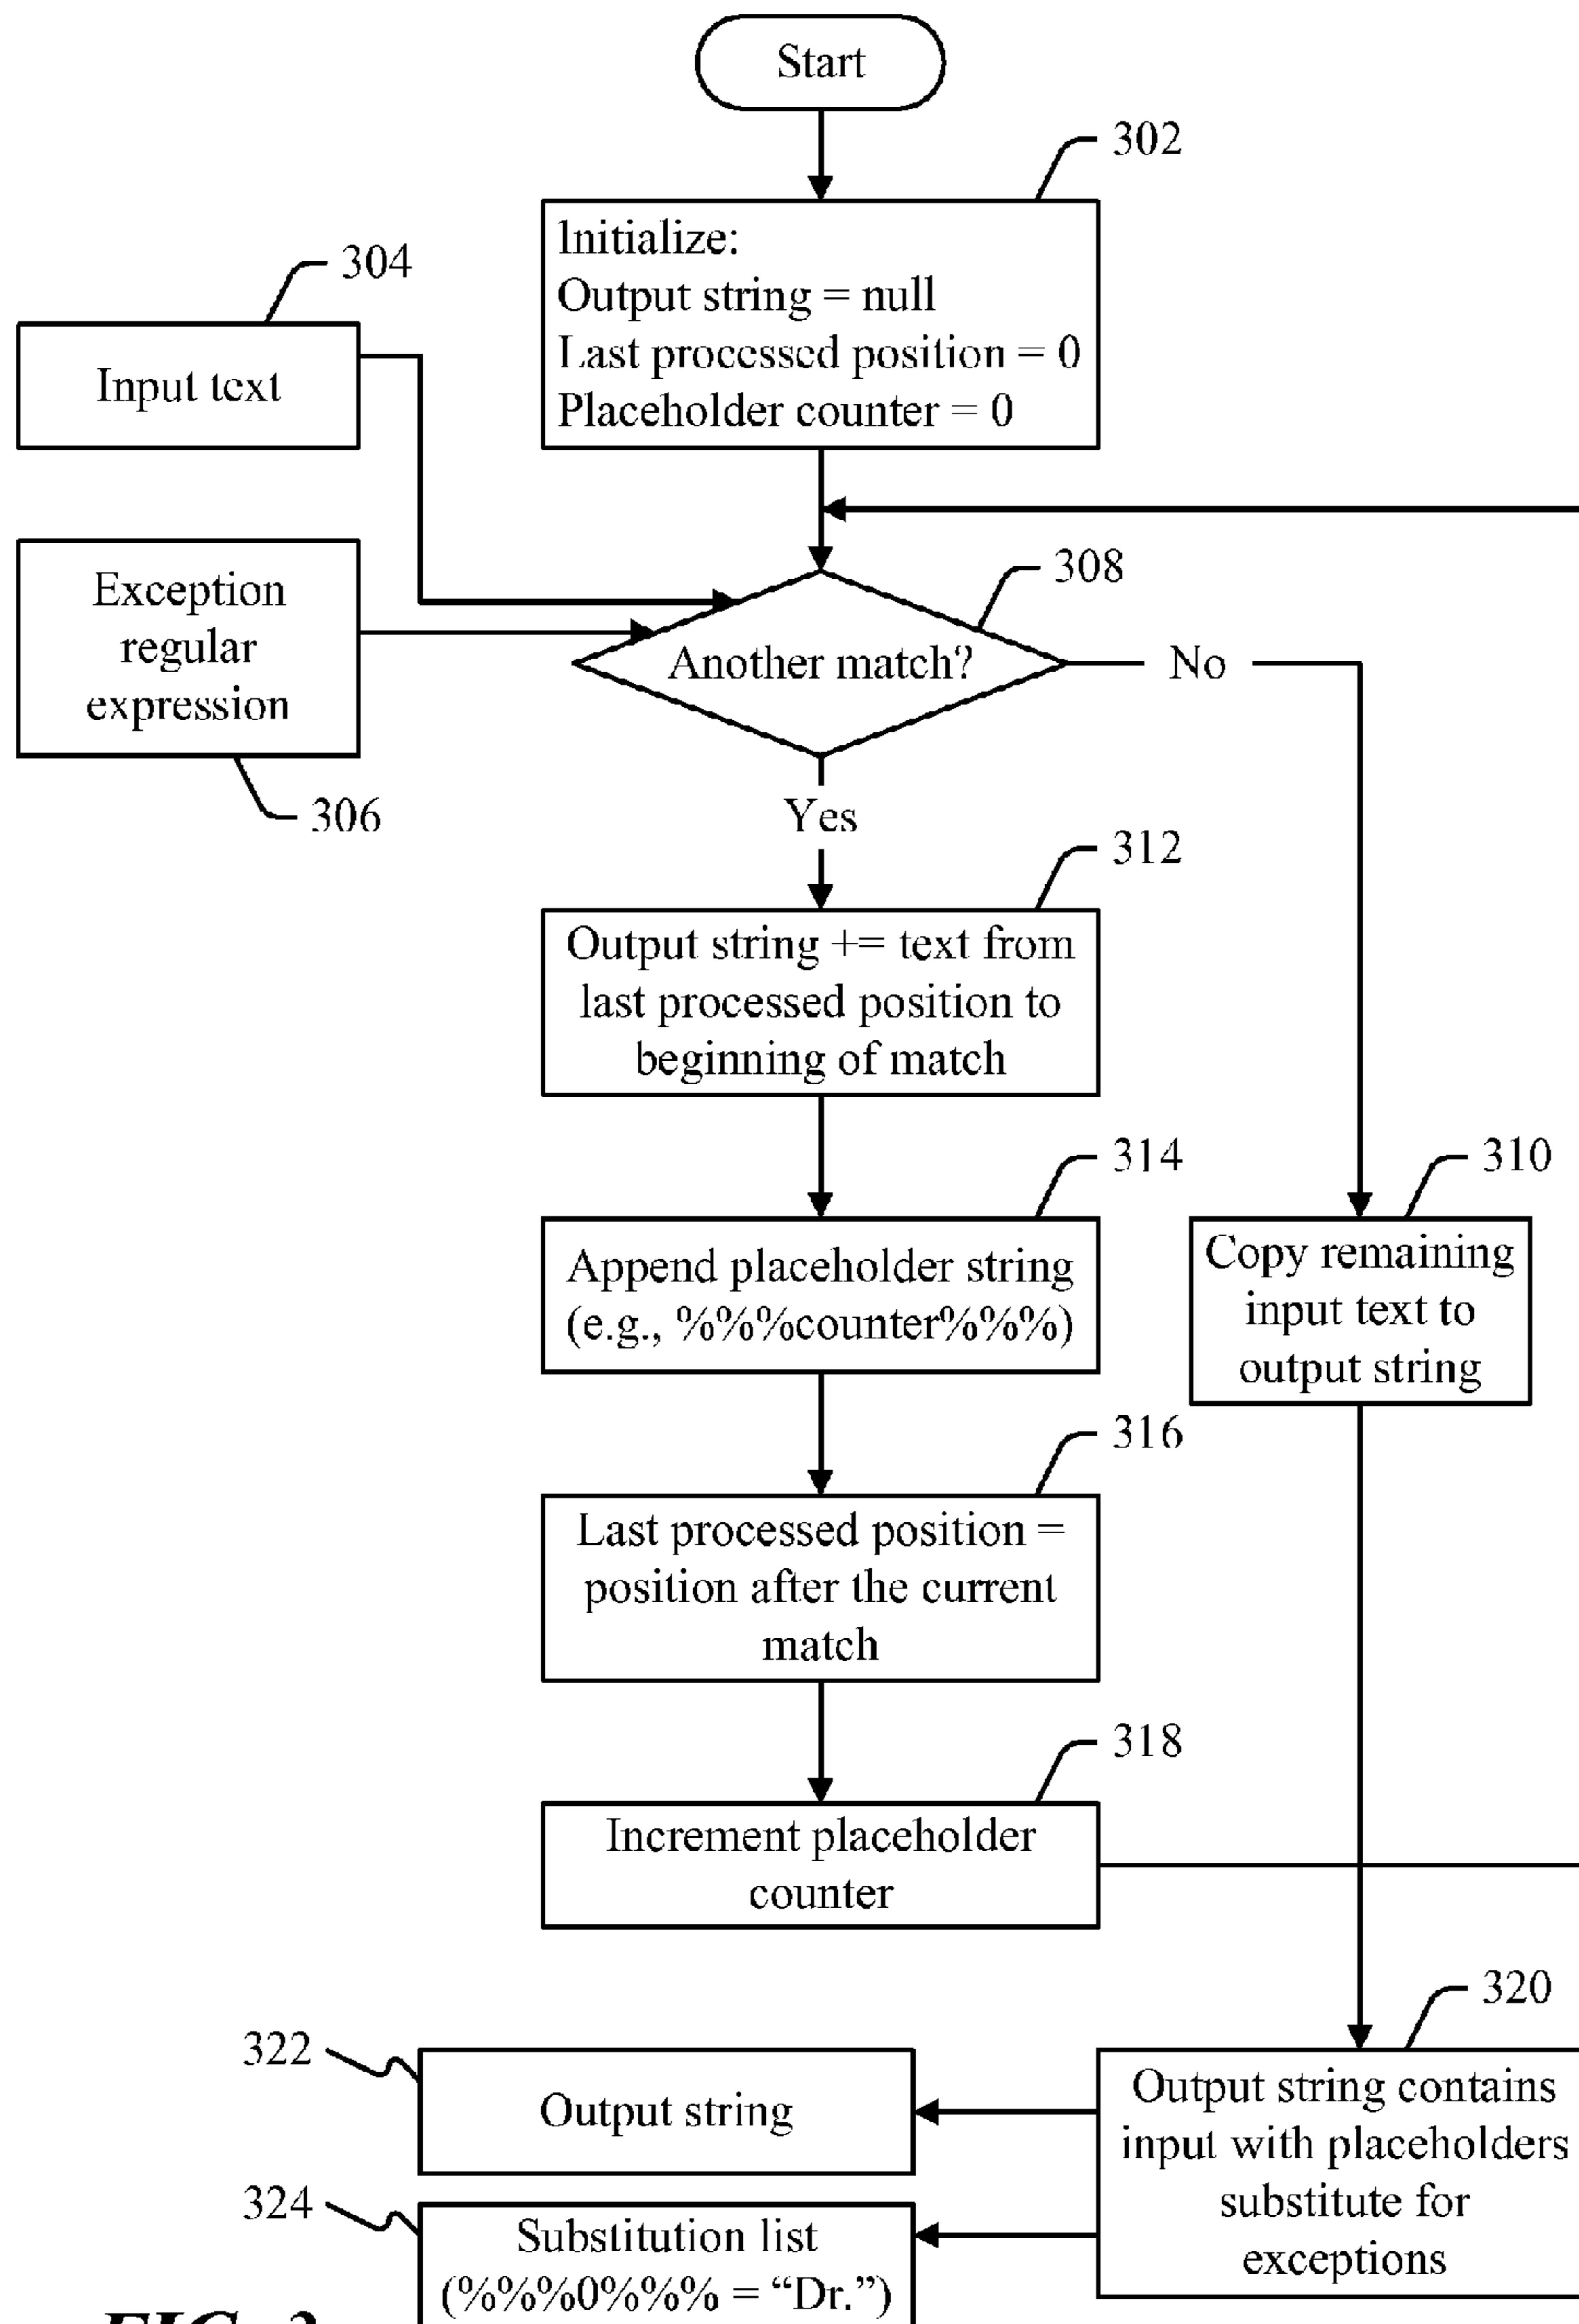 Start
302
Initialize:
Output string = null
Last processed position = 0
Placeholder counter = 0
304
Input text
Exception
regular
expression
306
308
Another match?
No
Yes
312
Output string += text from
last processed position to
beginning of match
314
Append placeholder string
(e.g., %%%counter%%%)
310
Copy remaining
input text to
output string
316
Last processed position =
position after the current
match
318
Increment placeholder
counter
320
Output string contains
input with placeholders
substitute for
exceptions
322
Output string
324
Substitution list
(%%%0%%% = “Dr.”)